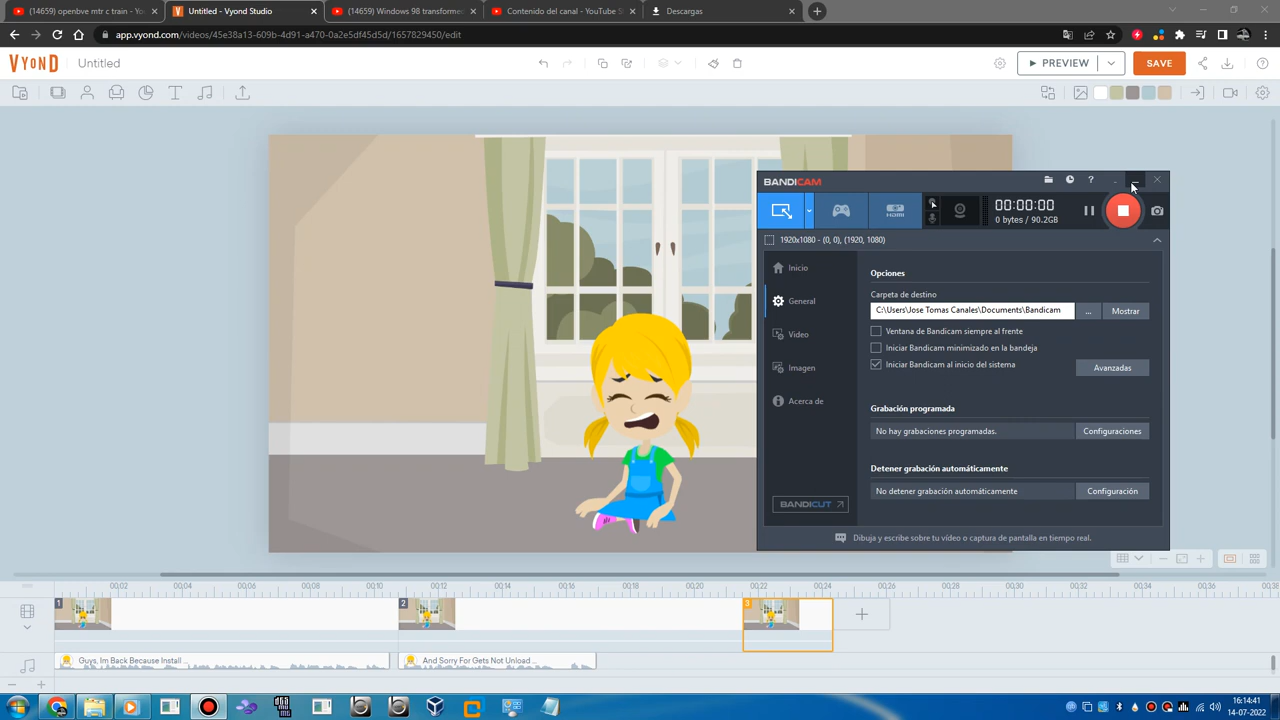 (14659) openbve mtr c train - Yo
Untitled - Vyond Studio
(14659) Windows 98 transforme
Contenido del canal - YouTube S
Descargas
app.vyond.com/videos/45e38a13-609b-4d91-a470-0a2e5df45d5d/1657829450/edit
VYOND
Untitled
PREVIEW
SAVE
BANDICAM
HDMI
00:00:00
0 bytes / 90.2GB
1920x1080 - (0, 0), (1920, 1080)
Inicio
General
Video
Imagen
Acerca de
BANDICUT
Opciones
Carpeta de destino
C:\Users\Jose Tomas Canales\Documents\Bandicam
...
Mostrar
Ventana de Bandicam siempre al frente
Iniciar Bandicam minimizado en la bandeja
Iniciar Bandicam al inicio del sistema
Avanzadas
Grabación programada
No hay grabaciones programadas.
Configuraciones
Detener grabación automáticamente
No detener grabación automáticamente
Configuración
Dibuja y escribe sobre tu vídeo o captura de pantalla en tiempo real.
00:02 00:04 00:06 00:08 00:10 00:12 00:14 00:16 00:18 00:20 00:22 00:24 00:26 00:28 00:30 00:32 00:34 00:36 00:38
1
2
3
Guys, Im Back Because Install ...
And Sorry For Gets Not Unload ...
16:14:41
14-07-2022